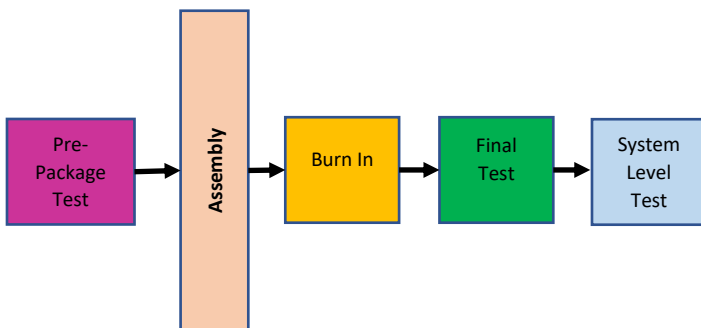 Pre-
Package
Test
Assembly
Burn In
Final
Test
System
Level
Test